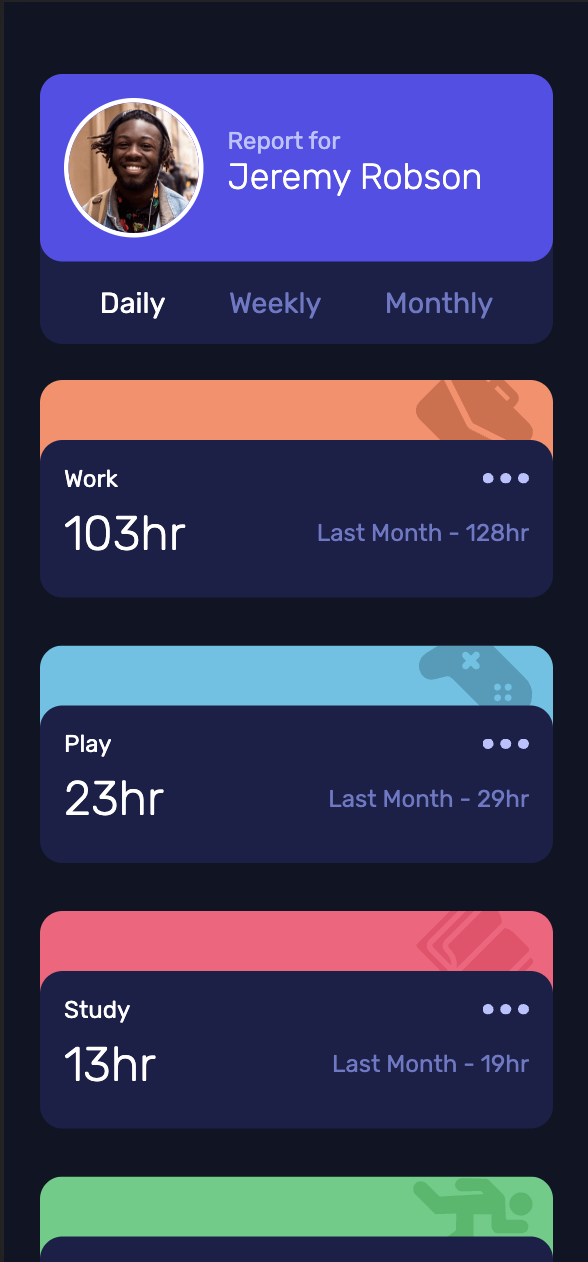 Report for
Jeremy Robson
Daily Weekly Monthly
Work
103hr Last Month - 128hr
Play
23hr Last Month - 29hr
Study
13hr Last Month - 19hr